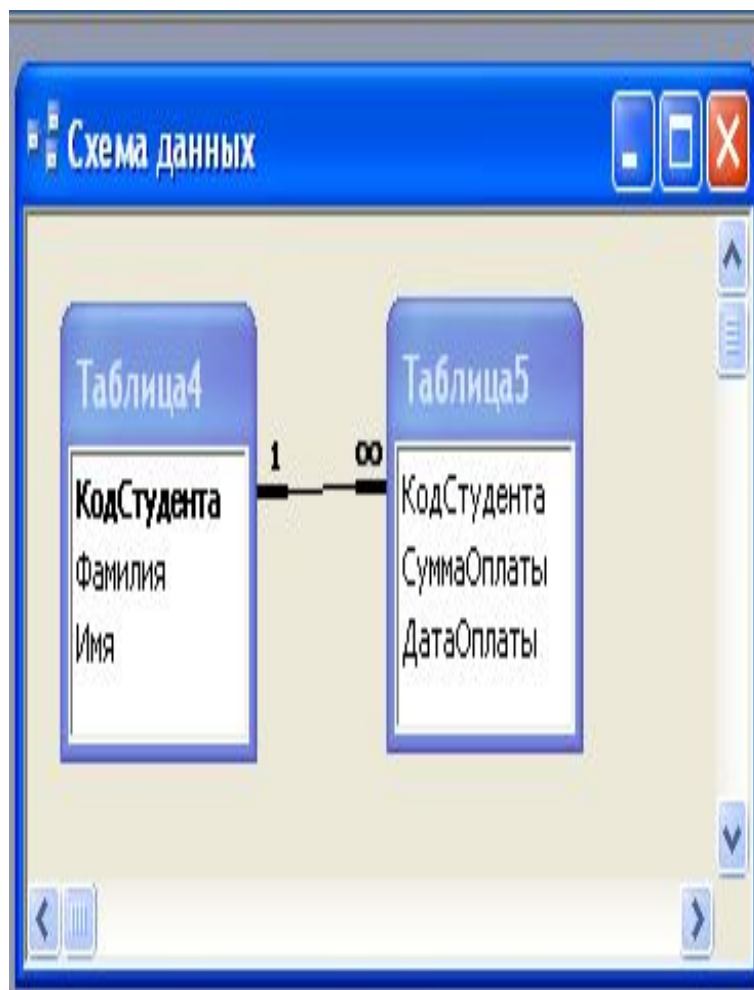 Схема данных
Таблица4
КодСтудента
Фамилия
Имя
1 ∞
Таблица5
КодСтудента
СуммаОплаты
ДатаОплаты